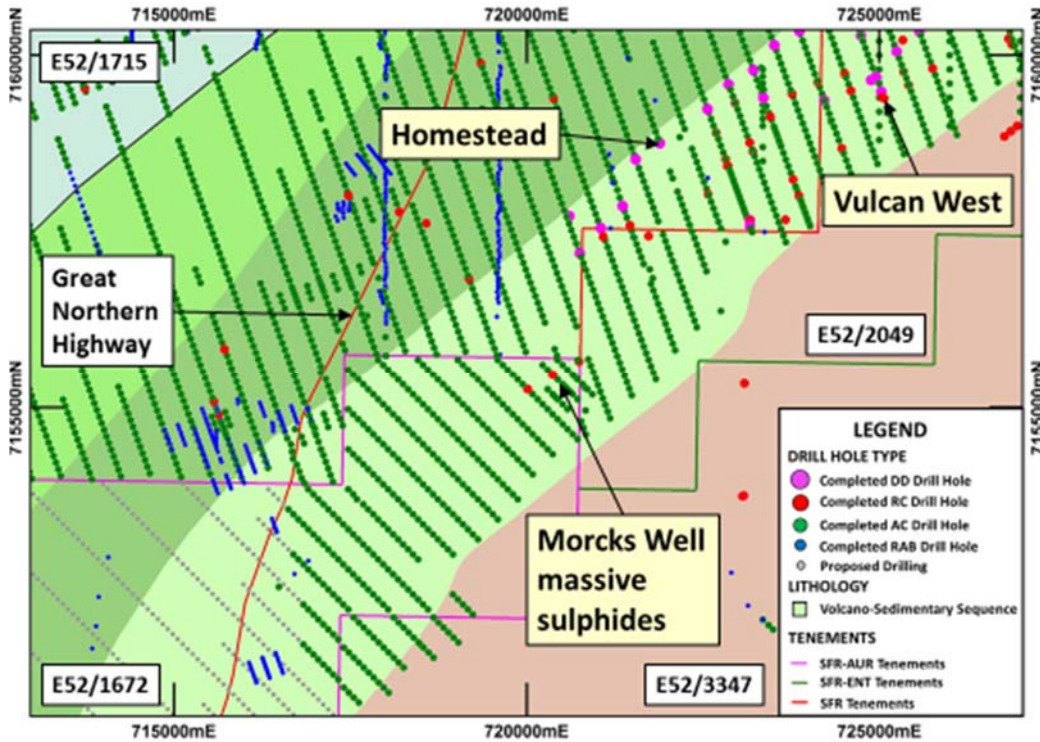 715000mE 720000mE 725000mE
7160000mN
7160000mN
E52/1715
Homestead
Vulcan West
Great
Northern
Highway
E52/2049
7155000mN
7155000mN
Morcks Well
massive
sulphides
E52/1672
E52/3347
LEGEND
DRILL HOLE TYPE
Completed DD Drill Hole
Completed RC Drill Hole
Completed AC Drill Hole
Completed RAB Drill Hole
Proposed Drilling
LITHOLOGY
Volcano-Sedimentary Sequence
TENEMENTS
SFR-AUR Tenements
SFR-ENT Tenements
SFR Tenements
715000mE 720000mE 725000mE